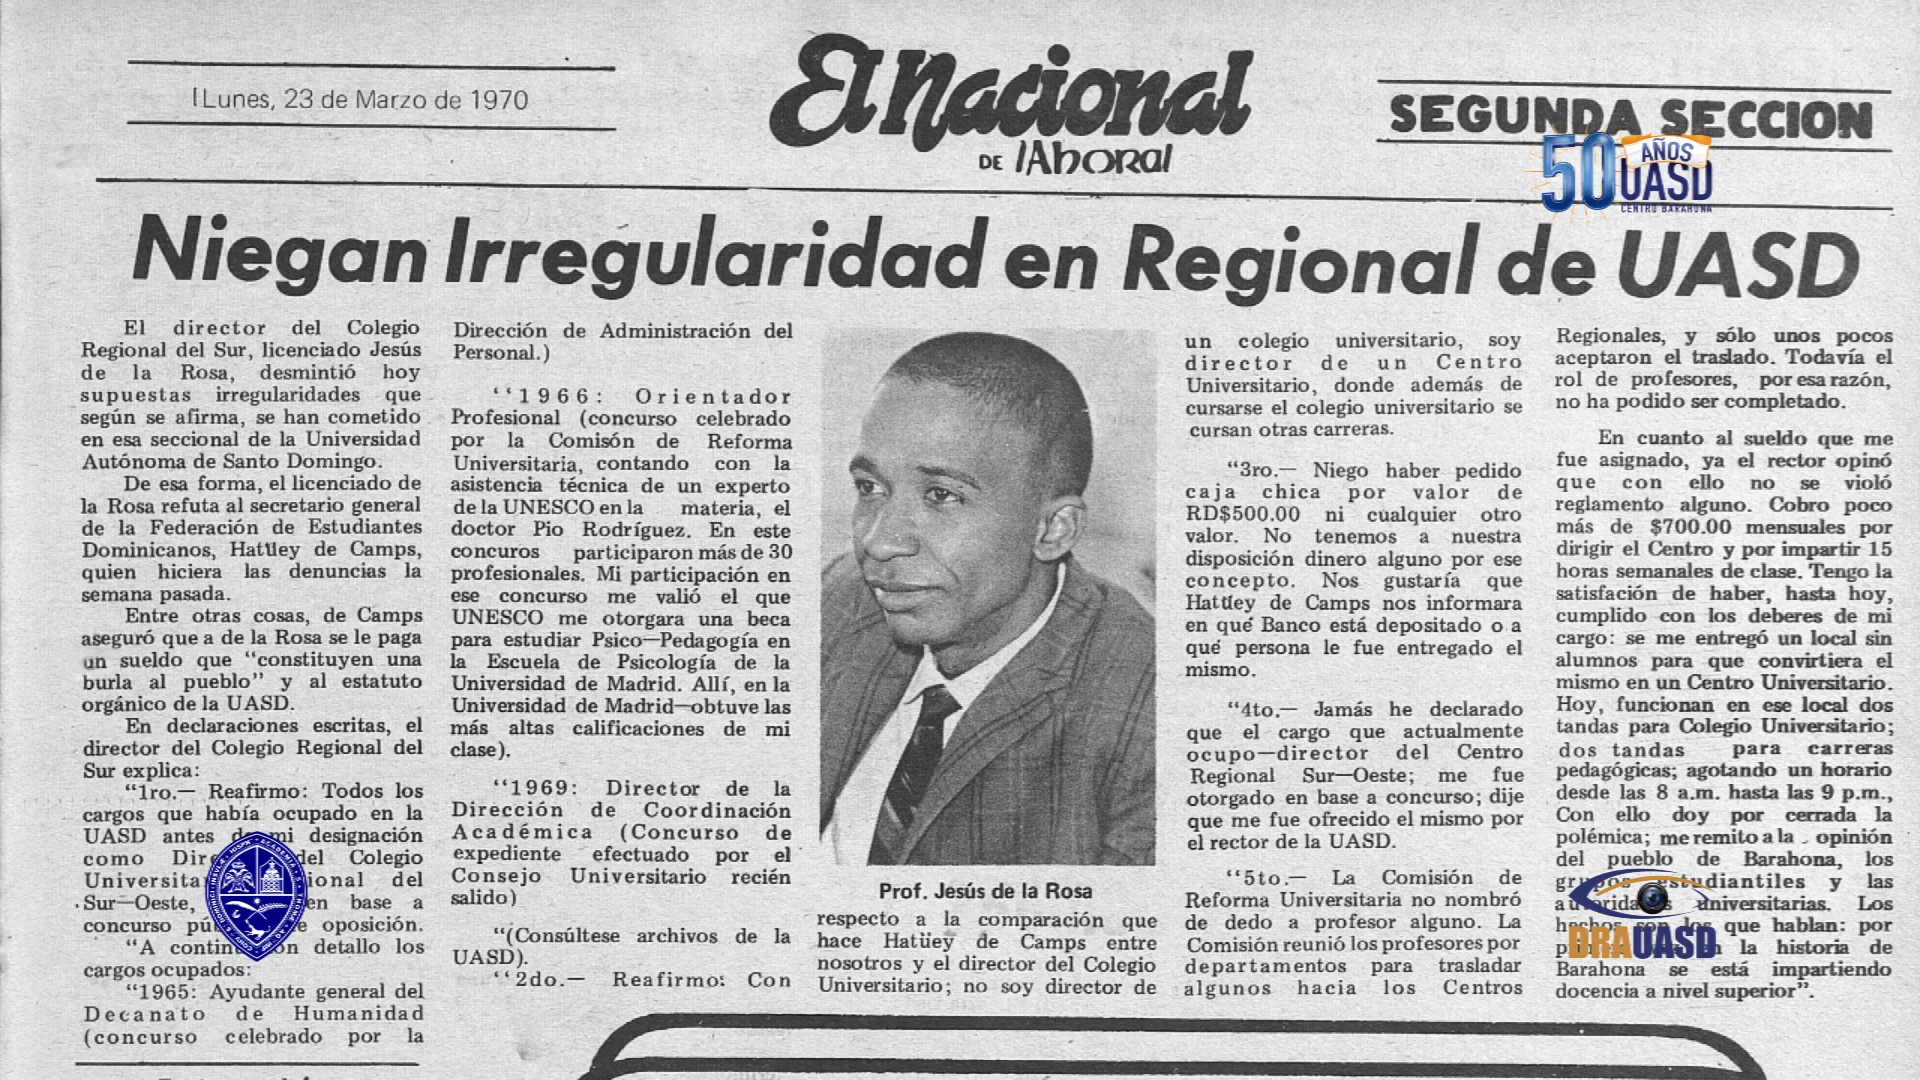 Lunes, 23 de Marzo de 1970
El Nacional
DE ¡Ahora!
SEGUNDA SECCION
50 AÑOS
UASD
CENTRO BARAHONA
Niegan Irregularidad en Regional de UASD
El director del Colegio
Regional del Sur, licenciado Jesús
de la Rosa, desmintió hoy
supuestas irregularidades que
según se afirma, se han cometido
en esa seccional de la Universidad
Autónoma de Santo Domingo.
De esa forma, el licenciado de
la Rosa refuta al secretario general
de la Federación de Estudiantes
Dominicanos, Hatüey de Camps,
quien hiciera las denuncias la
semana pasada.
Entre otras cosas, de Camps
aseguró que a de la Rosa se le paga
un sueldo que "constituyen una
burla al pueblo" y al estatuto
orgánico de la UASD.
En declaraciones escritas, el
director del Colegio Regional del
Sur explica:
"1ro.— Reafirmo: Todos los
cargos que había ocupado en la
UASD antes de mi designación
como del Colegio
del
Sur—Oeste, en base a
concurso oposición.
"A detallo los
cargos ocupados:
"1965: Ayudante general del
Decanato de Humanidad
(concurso celebrado por la
Dirección de Administración del
Personal.)
"1966: Orientador
Profesional (concurso celebrado
por la Comisón de Reforma
Universitaria, contando con la
asistencia técnica de un experto
de la UNESCO en la materia, el
doctor Pio Rodríguez. En este
concuros participaron más de 30
profesionales. Mi participación en
ese concurso me valió el que
UNESCO me otorgara una beca
para estudiar Psico—Pedagogía en
la Escuela de Psicología de la
Universidad de Madrid. Allí, en la
Universidad de Madrid—obtuve las
más altas calificaciones de mi
clase).
"1969: Director de la
Dirección de Coordinación
Académica (Concurso de
expediente efectuado por el
Consejo Universitario recién
salido)
"(Consúltese archivos de la
UASD).
"2do.— Reafirmo: Con
Prof. Jesús de la Rosa
respecto a la comparación que
hace Hatüey de Camps entre
nosotros y el director del Colegio
Universitario; no soy director de
un colegio universitario, soy
director de un Centro
Universitario, donde además de
cursarse el colegio universitario se
cursan otras carreras.
"3ro.— Niego haber pedido
caja chica por valor de
RD$500.00 ni cualquier otro
valor. No tenemos a nuestra
disposición dinero alguno por ese
concepto. Nos gustaría que
Hatüey de Camps nos informara
en qué Banco está depositado o a
qué persona le fue entregado el
mismo.
"4to.— Jamás he declarado
que el cargo que actualmente
ocupo—director del Centro
Regional Sur—Oeste; me fue
otorgado en base a concurso; dije
que me fue ofrecido el mismo por
el rector de la UASD.
"5to.— La Comisión de
Reforma Universitaria no nombró
de dedo a profesor alguno. La
Comisión reunió los profesores por
departamentos para trasladar
algunos hacia los Centros
Regionales, y sólo unos pocos
aceptaron el traslado. Todavía el
rol de profesores, por esa razón,
no ha podido ser completado.
En cuanto al sueldo que me
fue asignado, ya el rector opinó
que con ello no se violó
reglamento alguno. Cobro poco
más de $700.00 mensuales por
dirigir el Centro y por impartir 15
horas semanales de clase. Tengo la
satisfación de haber, hasta hoy,
cumplido con los deberes de mi
cargo: se me entregó un local sin
alumnos para que convirtiera el
mismo en un Centro Universitario.
Hoy, funcionan en ese local dos
tandas para Colegio Universitario;
dos tandas para carreras
pedagógicas; agotando un horario
desde las 8 a.m. hasta las 9 p.m.,
Con ello doy por cerrada la
polémica; me remito a la opinión
del pueblo de Barahona, los
grupos estudiantiles y las
universitarias. Los
que hablan: por
la historia de
Barahona se está impartiendo
docencia a nivel superior".
DRAUASD